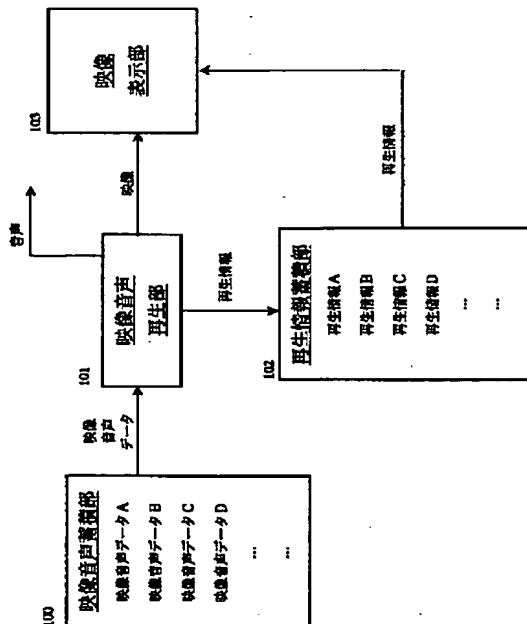 100
映像音声蓄積部
映像音声データA
映像音声データB
映像音声データC
映像音声データD
…
…
映像
音声
データ
101
映像音声
再生部
音声
映像
再生情報
102
再生情報蓄積部
再生情報A
再生情報B
再生情報C
再生情報D
…
…
再生情報
103
映像
表示部